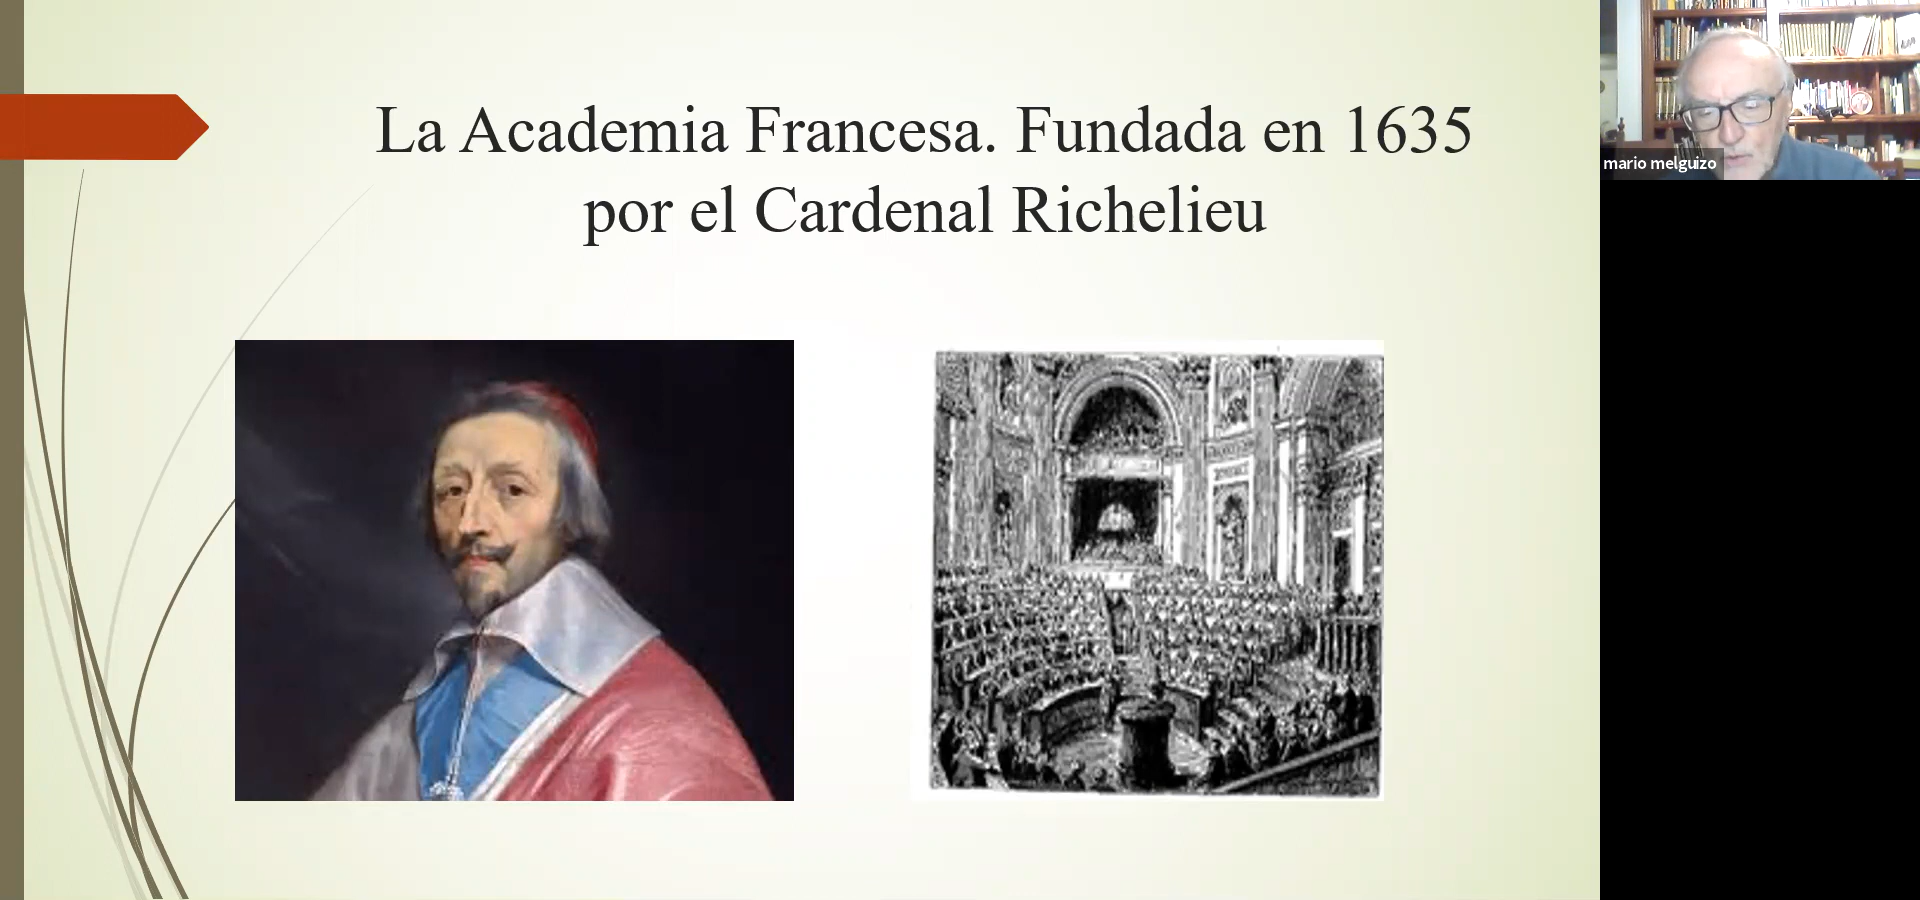 La Academia Francesa. Fundada en 1635
por el Cardenal Richelieu
mario melguizo